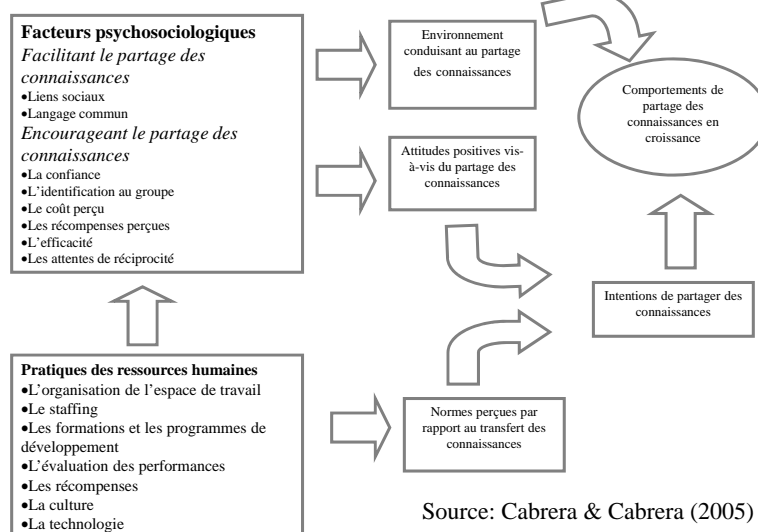 Facteurs psychosociologiques
Facilitant le partage des
connaissances
•Liens sociaux
•Langage commun
Encourageant le partage des
connaissances
•La confiance
•L'identification au groupe
•Le coût perçu
•Les récompenses perçues
•L'efficacité
•Les attentes de réciprocité
Environnement
conduisant au partage
des connaissances
Attitudes positives vis-
à-vis du partage des
connaissances
Comportements de
partage des
connaissances en
croissance
Intentions de partager des
connaissances
Pratiques des ressources humaines
•L'organisation de l'espace de travail
•Le staffing
•Les formations et les programmes de
développement
•L'évaluation des performances
•Les récompenses
•La culture
•La technologie
Normes perçues par
rapport au transfert des
connaissances
Source: Cabrera & Cabrera (2005)